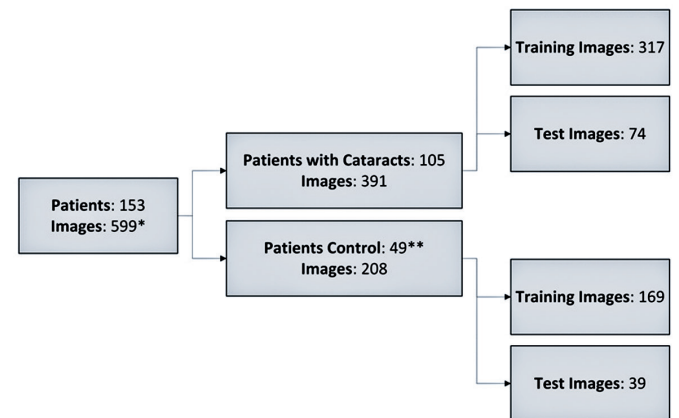 Patients: 153
Images: 599*
Patients with Cataracts: 105
Images: 391
Patients Control: 49**
Images: 208
Training Images: 317
Test Images: 74
Training Images: 169
Test Images: 39